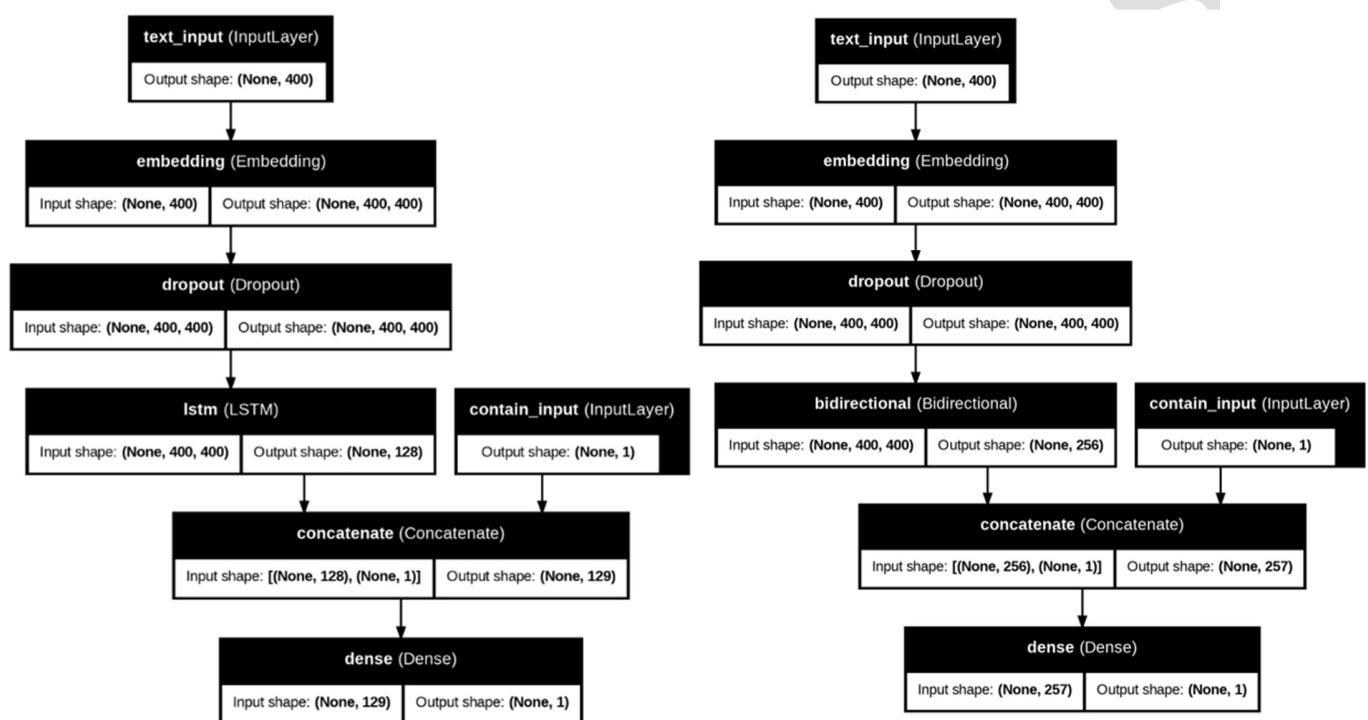 text_input (InputLayer)
Output shape: (None, 400)
embedding (Embedding)
Input shape: (None, 400) Output shape: (None, 400, 400)
dropout (Dropout)
Input shape: (None, 400, 400) Output shape: (None, 400, 400)
lstm (LSTM)
Input shape: (None, 400, 400) Output shape: (None, 128)
contain_input (InputLayer)
Output shape: (None, 1)
concatenate (Concatenate)
Input shape: [(None, 128), (None, 1)] Output shape: (None, 129)
dense (Dense)
Input shape: (None, 129) Output shape: (None, 1)
text_input (InputLayer)
Output shape: (None, 400)
embedding (Embedding)
Input shape: (None, 400) Output shape: (None, 400, 400)
dropout (Dropout)
Input shape: (None, 400, 400) Output shape: (None, 400, 400)
bidirectional (Bidirectional)
Input shape: (None, 400, 400) Output shape: (None, 256)
contain_input (InputLayer)
Output shape: (None, 1)
concatenate (Concatenate)
Input shape: [(None, 256), (None, 1)] Output shape: (None, 257)
dense (Dense)
Input shape: (None, 257) Output shape: (None, 1)